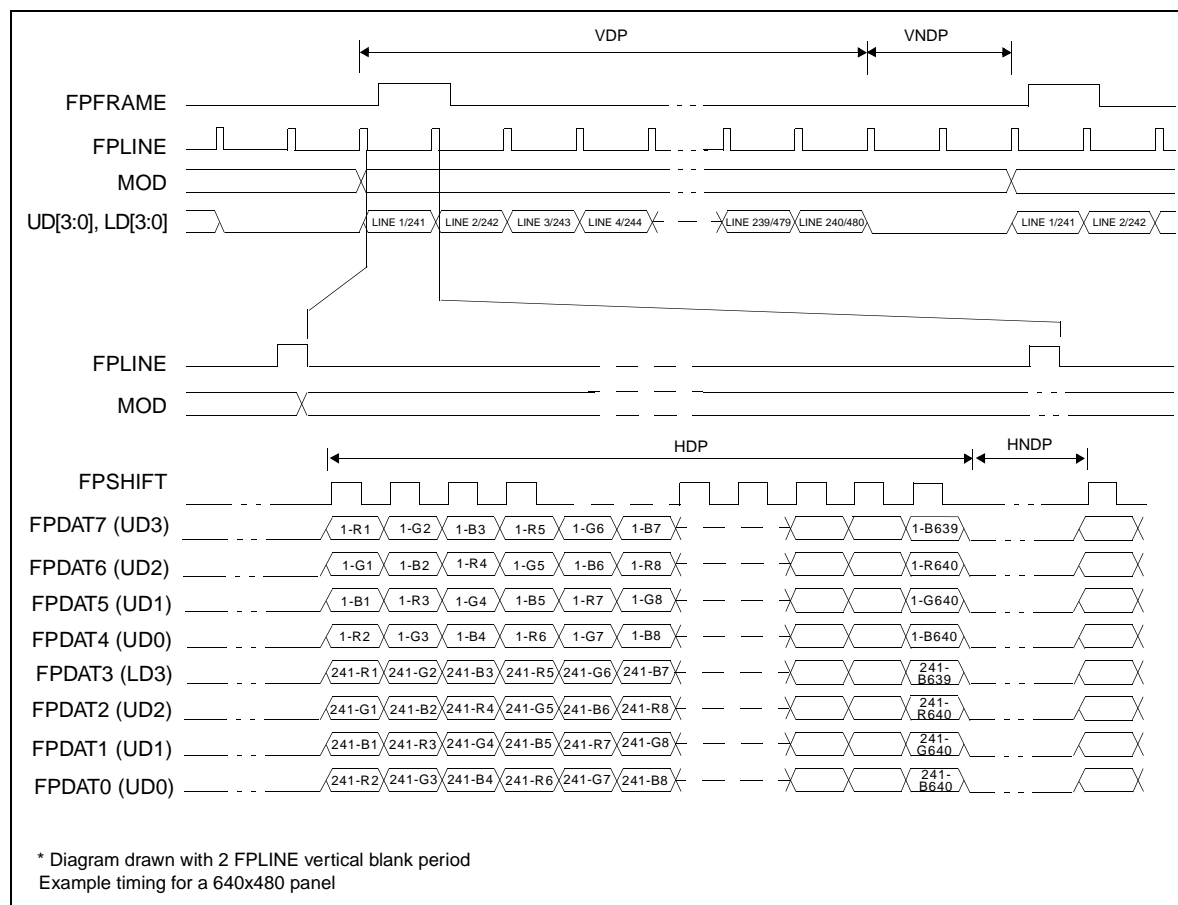 VDP VNDP
FPFRAME
FPLINE
MOD
UD[3:0], LD[3:0] LINE 1/241 LINE 2/242 LINE 3/243 LINE 4/244 LINE 239/479 LINE 240/480 LINE 1/241 LINE 2/242
FPLINE
MOD
HDP HNDP
FPSHIFT
FPDAT7 (UD3) 1-R1 1-G2 1-B3 1-R5 1-G6 1-B7 1-B639
FPDAT6 (UD2) 1-G1 1-B2 1-R4 1-G5 1-B6 1-R8 1-R640
FPDAT5 (UD1) 1-B1 1-R3 1-G4 1-B5 1-R7 1-G8 1-G640
FPDAT4 (UD0) 1-R2 1-G3 1-B4 1-R6 1-G7 1-B8 1-B640
FPDAT3 (LD3) 241-R1 241-G2 241-B3 241-R5 241-G6 241-B7 241-B639
FPDAT2 (UD2) 241-G1 241-B2 241-R4 241-G5 241-B6 241-R8 241-R640
FPDAT1 (UD1) 241-B1 241-R3 241-G4 241-B5 241-R7 241-G8 241-G640
FPDAT0 (UD0) 241-R2 241-G3 241-B4 241-R6 241-G7 241-B8 241-B640
* Diagram drawn with 2 FPLINE vertical blank period
Example timing for a 640x480 panel